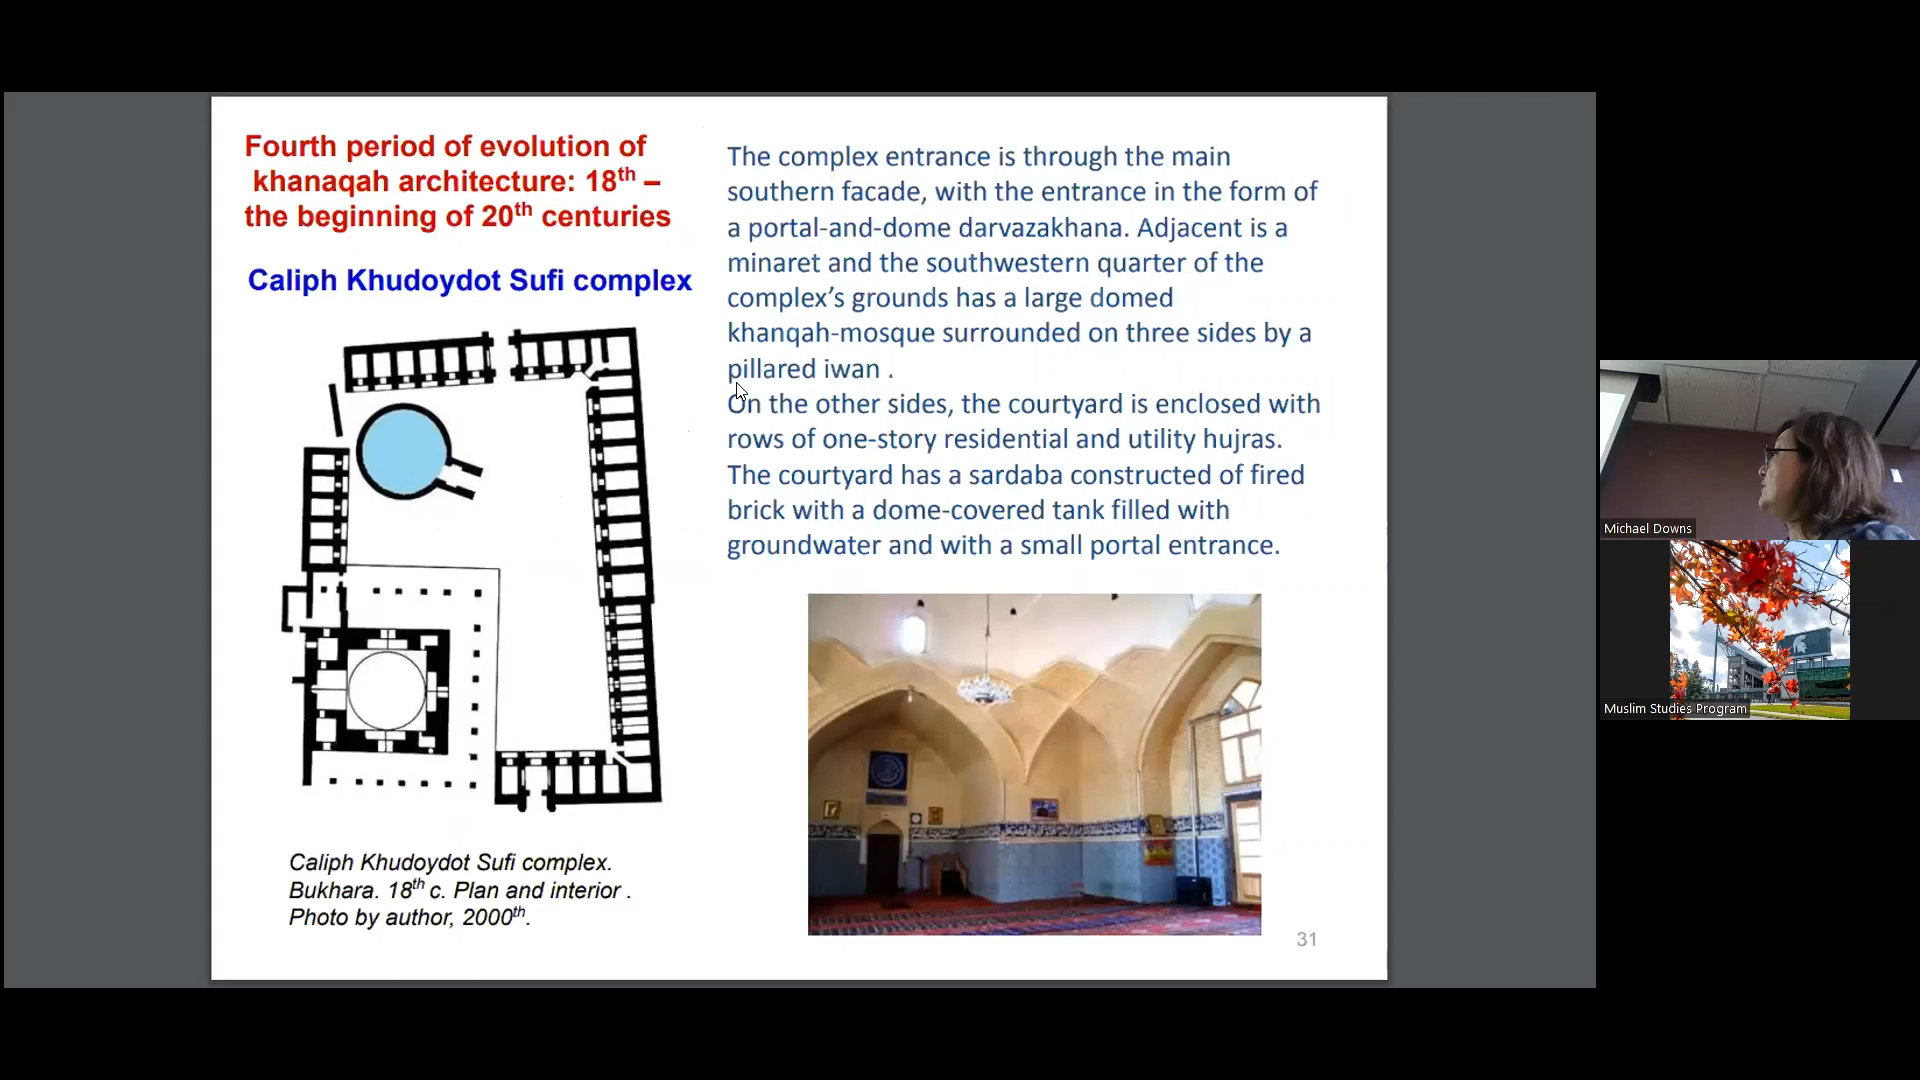 Fourth period of evolution of
khanaqah architecture: 18th –
the beginning of 20th centuries
Caliph Khudoydot Sufi complex
Caliph Khudoydot Sufi complex.
Bukhara. 18th c. Plan and interior .
Photo by author, 2000th.
The complex entrance is through the main
southern facade, with the entrance in the form of
a portal-and-dome darvazakhana. Adjacent is a
minaret and the southwestern quarter of the
complex’s grounds has a large domed
khanqah-mosque surrounded on three sides by a
pillared iwan .
On the other sides, the courtyard is enclosed with
rows of one-story residential and utility hujras.
The courtyard has a sardaba constructed of fired
brick with a dome-covered tank filled with
groundwater and with a small portal entrance.
31
Michael Downs
Muslim Studies Program